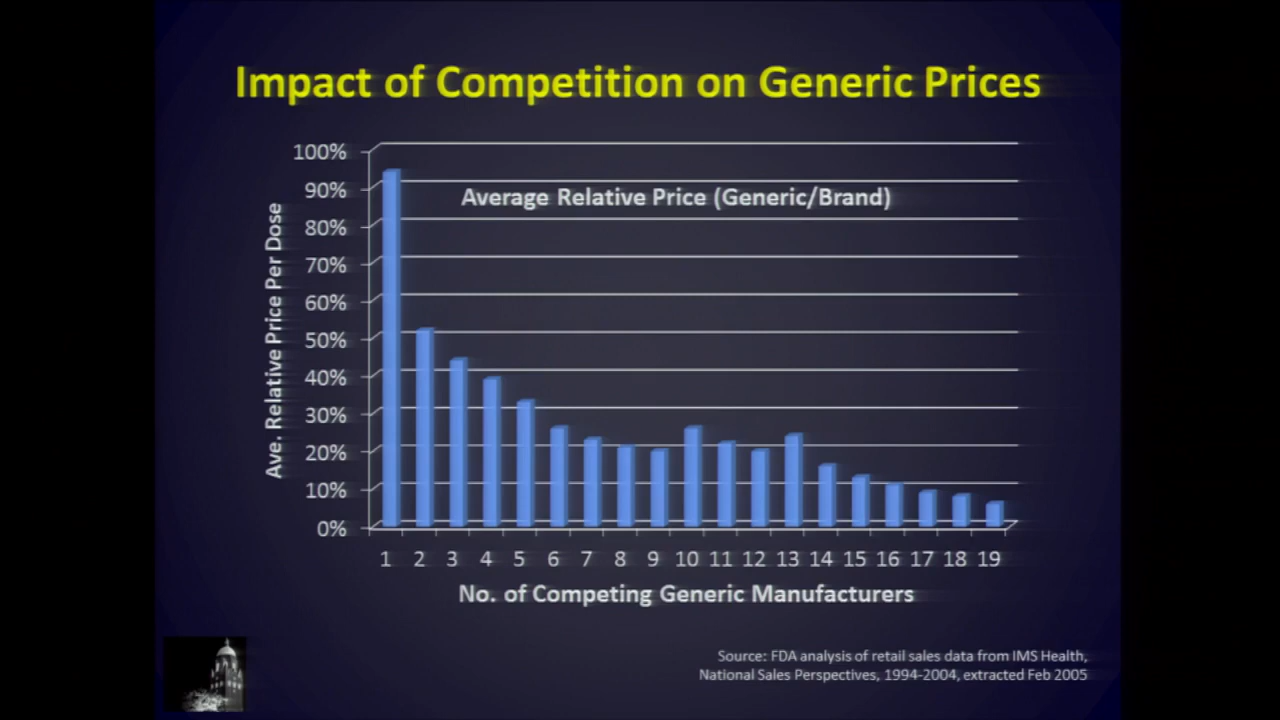 Impact of Competition on Generic Prices
100%
90%
80%
70%
60%
50%
40%
30%
20%
10%
0%
Ave. Relative Price Per Dose
Average Relative Price (Generic/Brand)
1 2 3 4 5 6 7 8 9 10 11 12 13 14 15 16 17 18 19
No. of Competing Generic Manufacturers
Source: FDA analysis of retail sales data from IMS Health,
National Sales Perspectives, 1994-2004, extracted Feb 2005